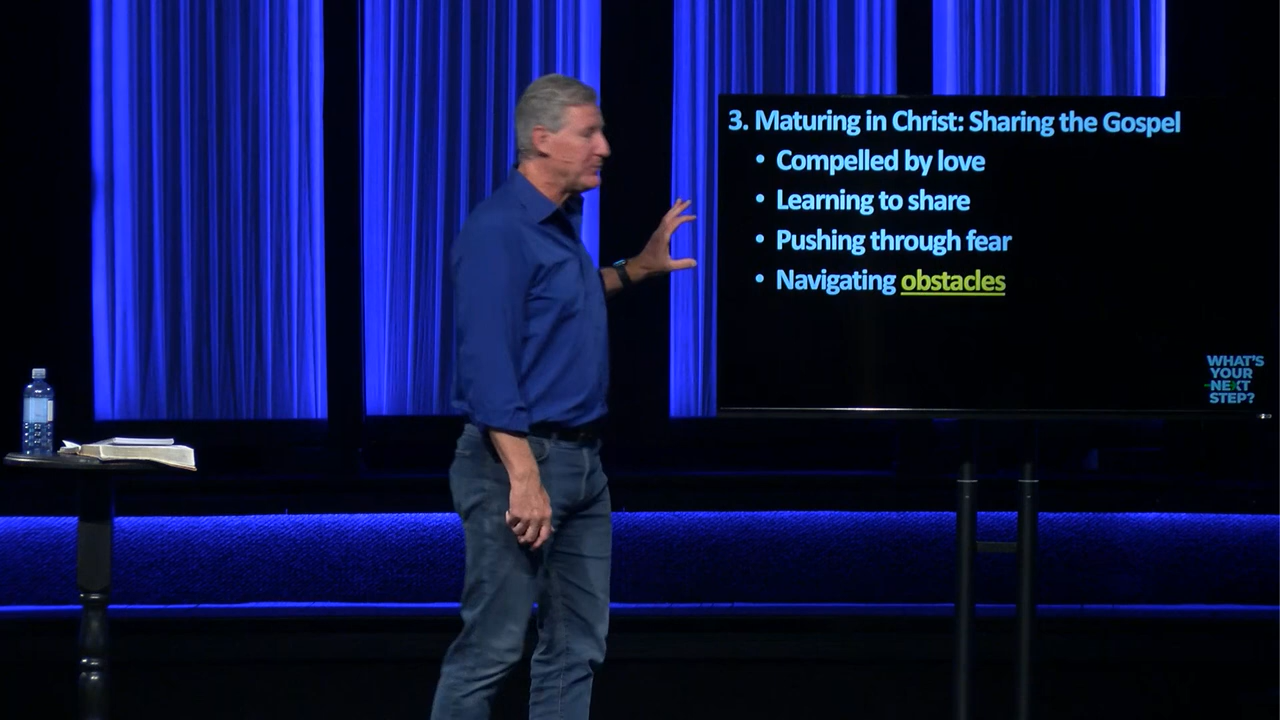 3. Maturing in Christ: Sharing the Gospel
• Compelled by love
• Learning to share
• Pushing through fear
• Navigating obstacles
WHAT'S
YOUR
NEXT
STEP?